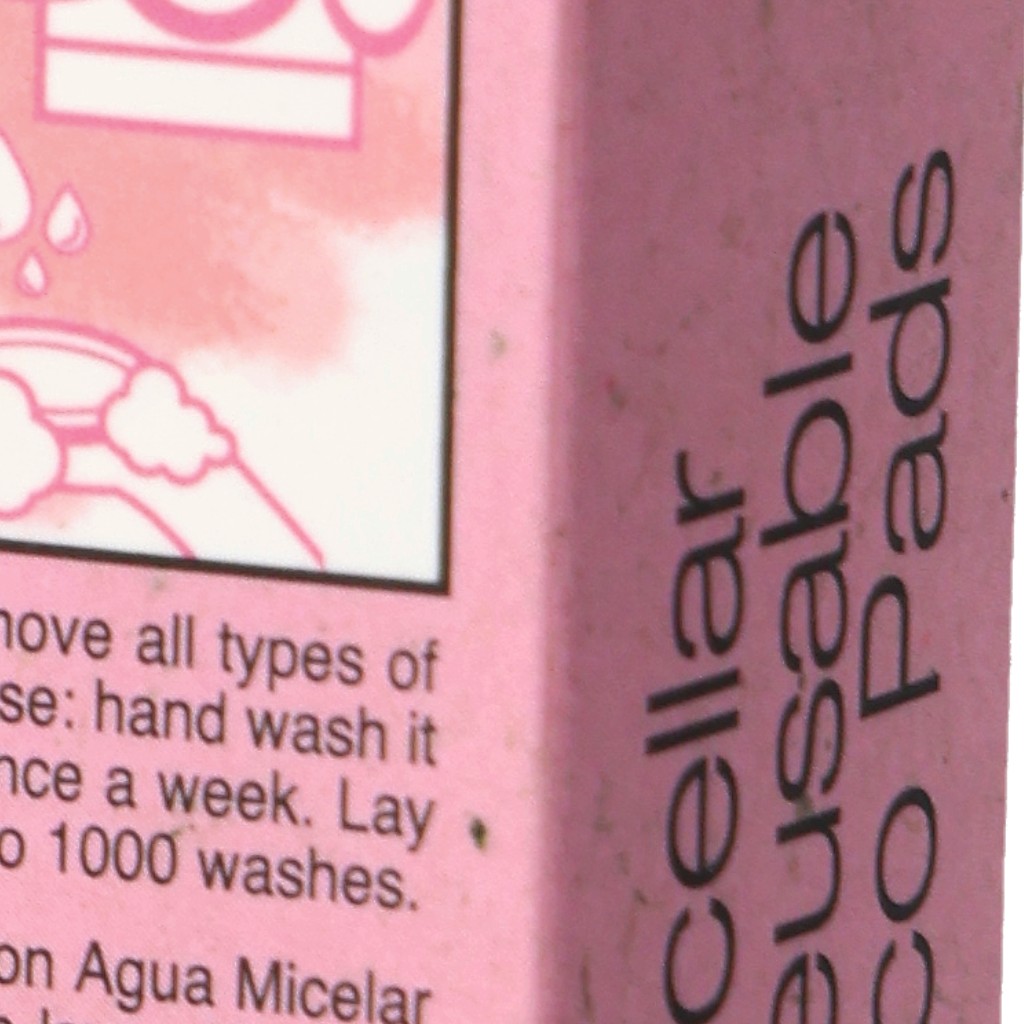 move all types of
se: hand wash it
nce a week. Lay
o 1000 washes.
on Agua Micelar
cellar
eusable
co Pads